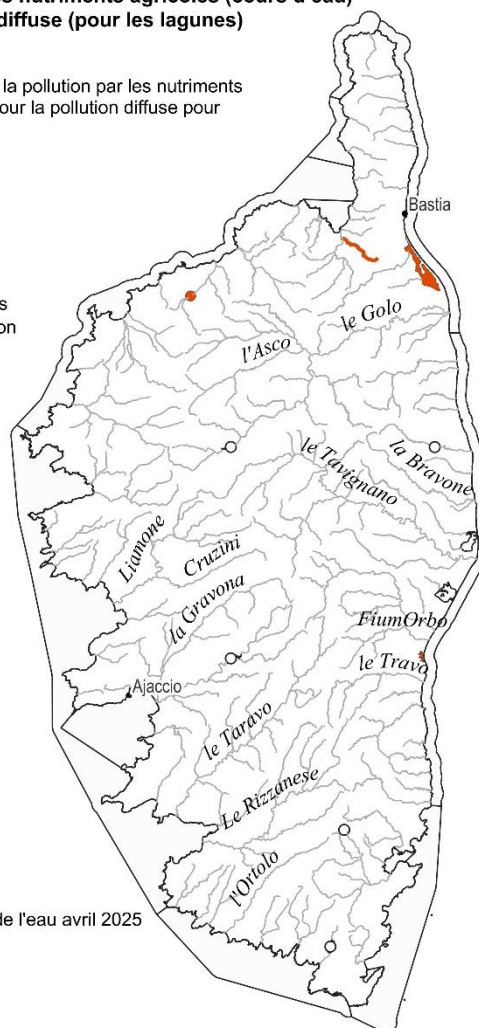 s nutriments agricoles (cours d'eau)
diffuse (pour les lagunes)
la pollution par les nutriments
our la pollution diffuse pour
Bastia
s
on
le Golo
l'Asco
la Bravone
le Tavignano
Liamone
Cruzini
la Gravona
FiumOrbo
le Travo
Ajaccio
le Taravo
Le Rizzanese
l'Ortolo
de l'eau avril 2025